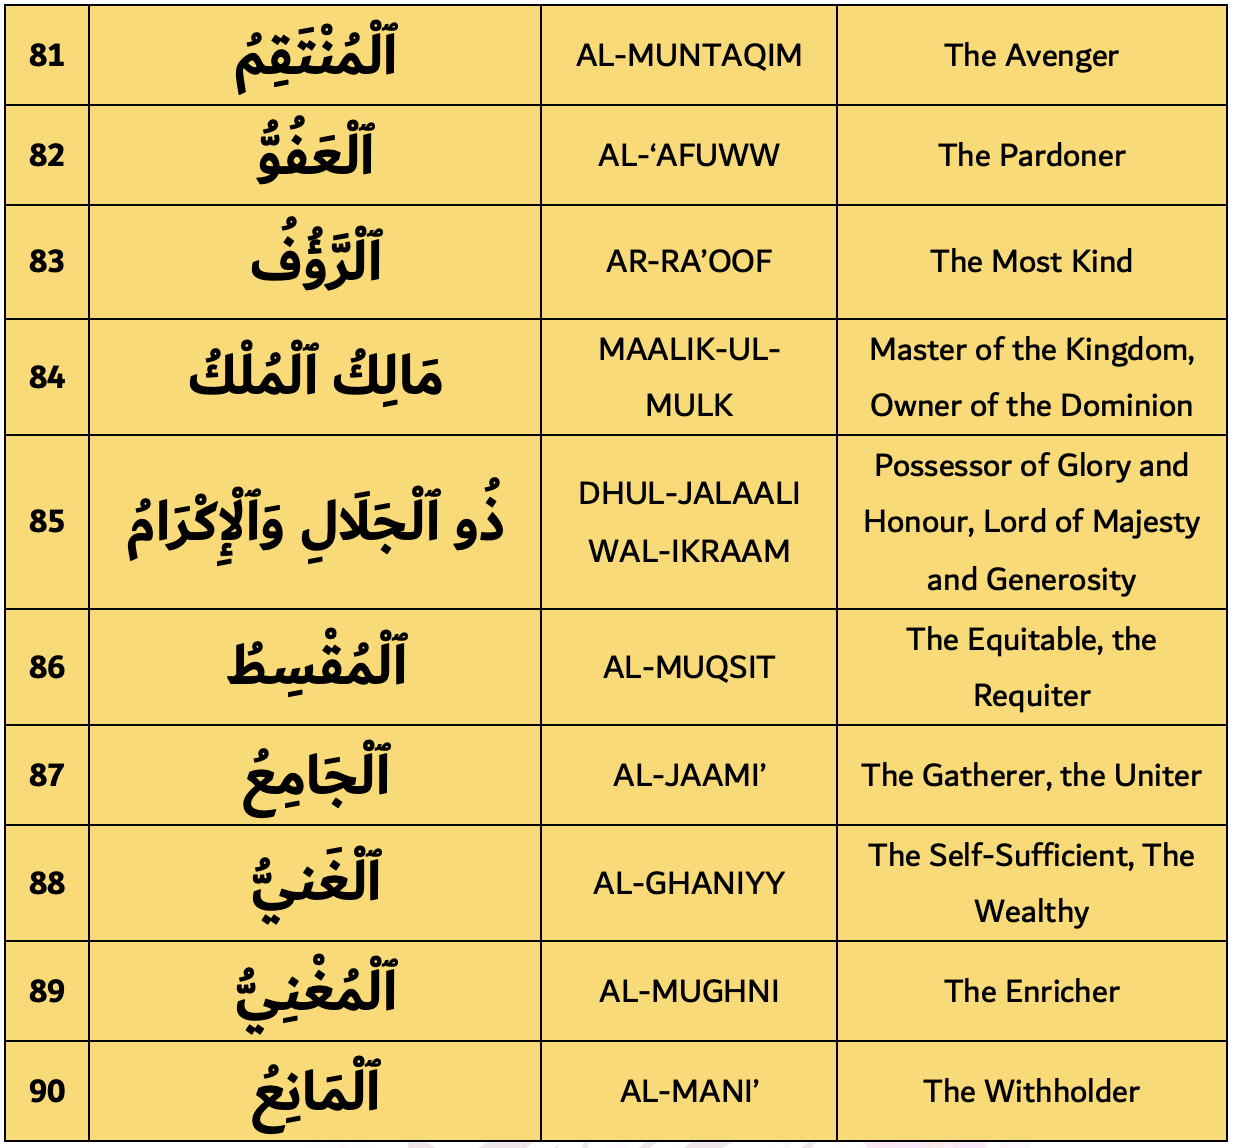 81 ٱلْمُنْتَقِمُ AL-MUNTAQIM The Avenger
82 ٱلْعَفُوُّ AL-‘AFUWW The Pardoner
83 ٱلْرَّؤُفُ AR-RA’OOF The Most Kind
84 مَالِكُ ٱلْمُلْكُ MAALIK-UL-
MULK Master of the Kingdom,
Owner of the Dominion
85 ذُو ٱلْجَلَالِ وَٱلْإِكْرَامُ DHUL-JALAALI
WAL-IKRAAM Possessor of Glory and
Honour, Lord of Majesty
and Generosity
86 ٱلْمُقْسِطُ AL-MUQSIT The Equitable, the
Requiter
87 ٱلْجَامِعُ AL-JAAMI’ The Gatherer, the Uniter
88 ٱلْغَنيُّ AL-GHANIYY The Self-Sufficient, The
Wealthy
89 ٱلْمُغْنِيُّ AL-MUGHNI The Enricher
90 ٱلْمَانِعُ AL-MANI’ The Withholder